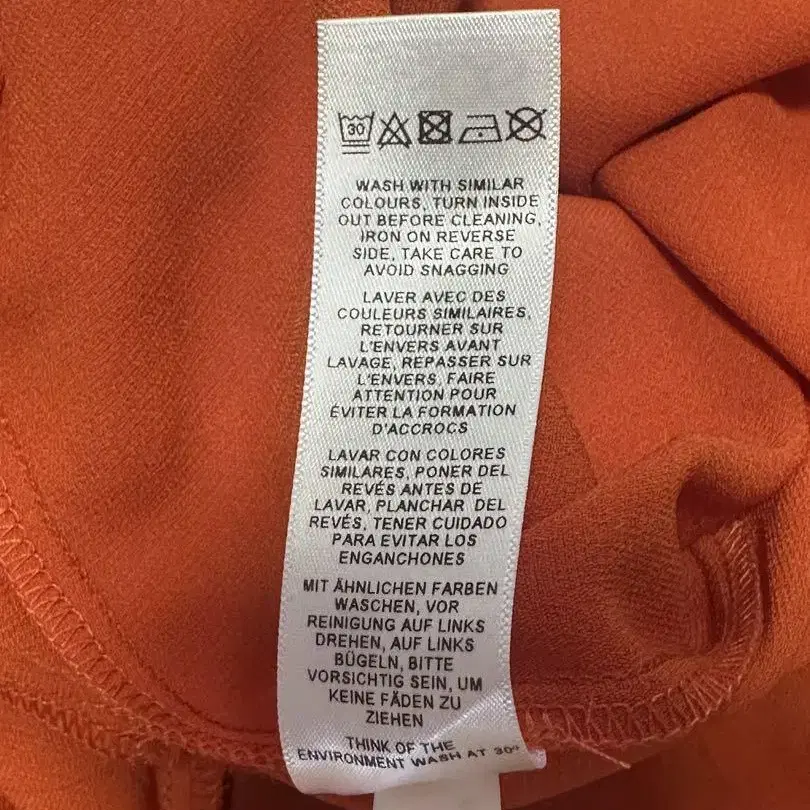 30
WASH WITH SIMILAR
COLOURS, TURN INSIDE
OUT BEFORE CLEANING,
IRON ON REVERSE
SIDE, TAKE CARE TO
AVOID SNAGGING
LAVER AVEC DES
COULEURS SIMILAIRES,
RETOURNER SUR
L'ENVERS AVANT
LAVAGE, REPASSER SUR
L'ENVERS, FAIRE
ATTENTION POUR
ÉVITER LA FORMATION
D'ACCROCS
LAVAR CON COLORES
SIMILARES, PONER DEL
REVÉS ANTES DE
LAVAR, PLANCHAR DEL
REVÉS, TENER CUIDADO
PARA EVITAR LOS
ENGANCHONES
MIT ÄHNLICHEN FARBEN
WASCHEN, VOR
REINIGUNG AUF LINKS
DREHEN, AUF LINKS
BÜGELN, BITTE
VORSICHTIG SEIN, UM
KEINE FÄDEN ZU
ZIEHEN
THINK OF THE
ENVIRONMENT WASH AT 30°